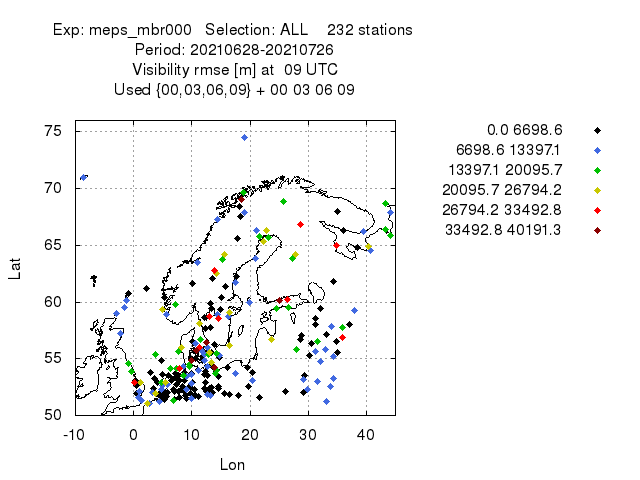 Exp: meps_mbr000 Selection: ALL 232 stations
Period: 20210628-20210726
Visibility rmse [m] at 09 UTC
Used {00,03,06,09} + 00 03 06 09
0.0 6698.6
6698.6 13397.1
13397.1 20095.7
20095.7 26794.2
26794.2 33492.8
33492.8 40191.3
Lat
75
70
65
60
55
50
-10 0 10 20 30 40
Lon